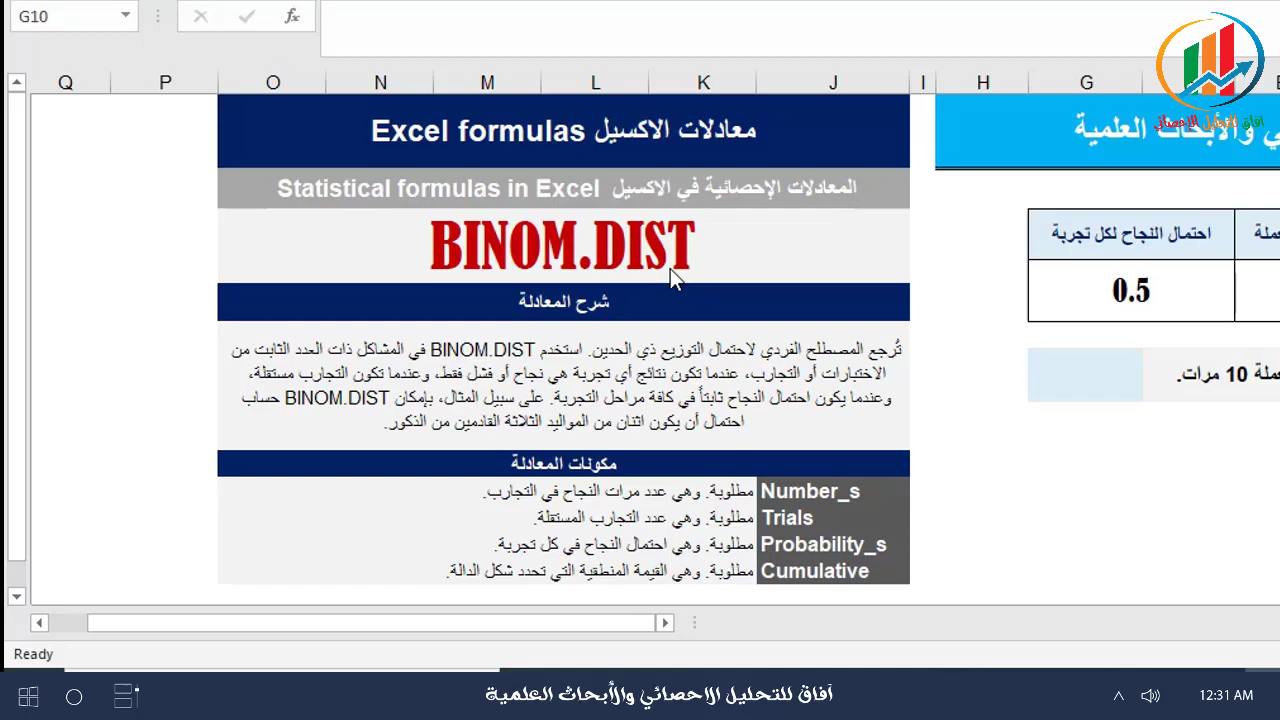 G10
fx
Q P O N M L K J I H G
معادلات الاكسيل Excel formulas
المعادلات الإحصائية في الاكسيل Statistical formulas in Excel
BINOM.DIST
شرح المعادلة
تُرجع المصطلح الفردي لاحتمال التوزيع ذي الحدين. استخدم BINOM.DIST في المشاكل ذات العدد الثابت من
الاختبارات أو التجارب، عندما تكون نتائج أي تجربة هي نجاح أو فشل فقط، وعندما تكون التجارب مستقلة،
وعندما يكون احتمال النجاح ثابتاً في كافة مراحل التجربة. على سبيل المثال، بإمكان BINOM.DIST حساب
احتمال أن يكون اثنان من المواليد الثلاثة القادمين من الذكور.
مكونات المعادلة
Number_s مطلوبة. وهي عدد مرات النجاح في التجارب.
Trials مطلوبة. وهي عدد التجارب المستقلة.
Probability_s مطلوبة. وهي احتمال النجاح في كل تجربة.
Cumulative مطلوبة. وهي القيمة المنطقية التي تحدد شكل الدالة.
آفاق للتحليل الاحصائي
والأبحاث العلمية
احتمال النجاح لكل تجربة
0.5
10 مرات.
Ready
آفاق للتحليل الاحصائي والأبحاث العلمية
12:31 AM